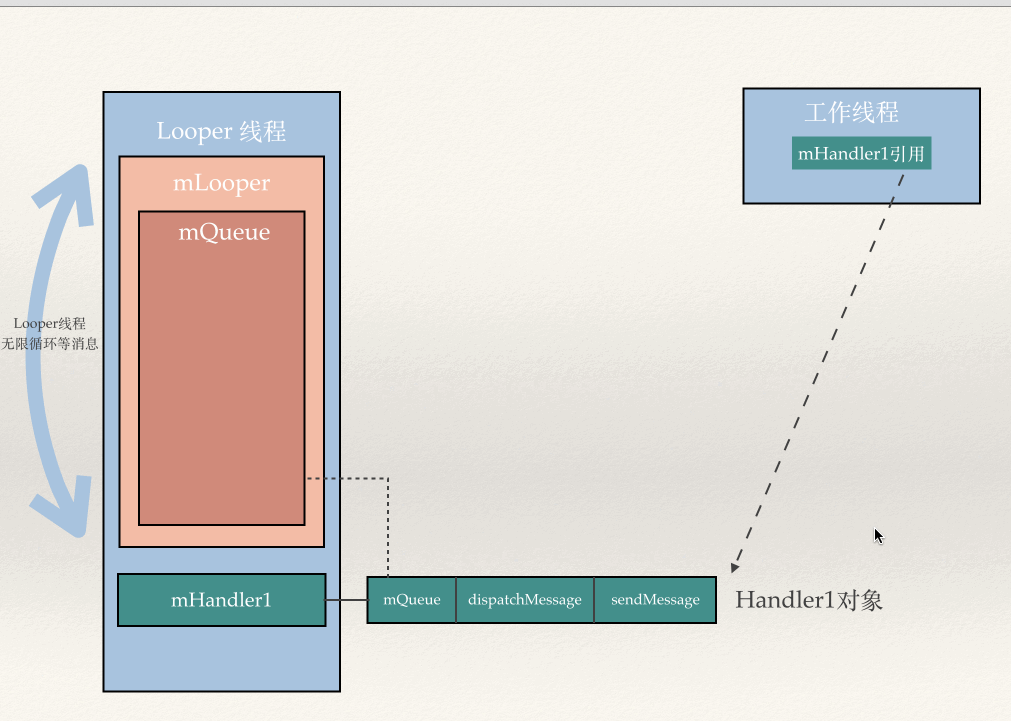 Looper 线程
mLooper
mQueue
Looper线程
无限循环等消息
mHandler1
mQueue
dispatchMessage
sendMessage
Handler1对象
工作线程
mHandler1引用